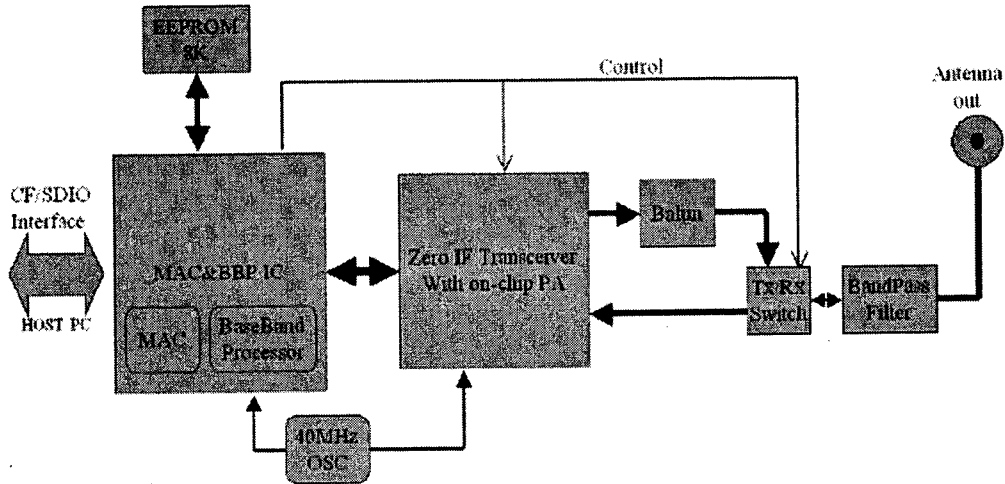 EEPROM
8K
Control
Antenna
out
CF/SDIO
Interface
HOST PC
MAC&BBP IC
MAC
BaseBand
Processor
Zero IF Transcerver
With on-chip PA
Balun
Tx/Rx
Switch
BandPass
Filter
40MHz
OSC